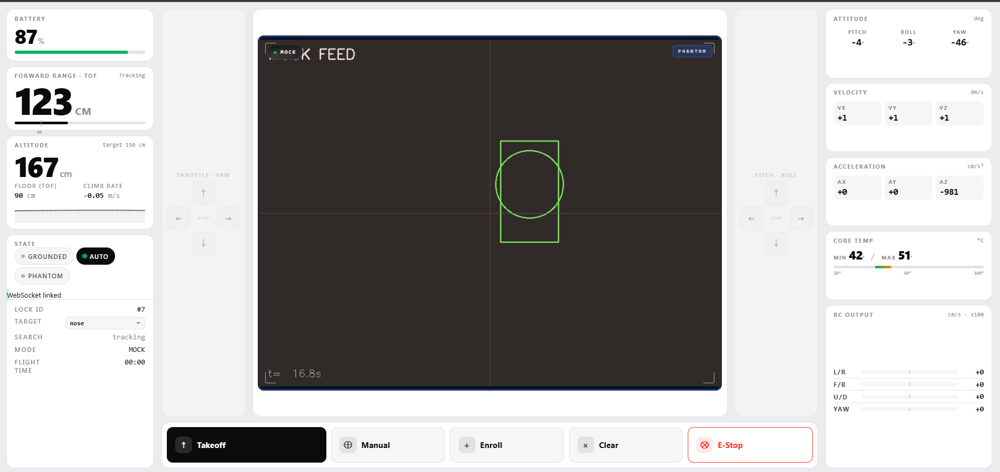 BATTERY
87%
FORWARD RANGE · TOF Tracking
123 CM
60
ALTITUDE target 150 cm
167 cm
FLOOR (TOF) CLIMB RATE
90 cm -0.05 m/s
STATE
GROUNDED AUTO
PHANTOM
WebSocket linked
LOCK ID #7
TARGET nose
SEARCH tracking
MODE MOCK
FLIGHT TIME 00:00
THROTTLE · YAW
↑
← STOP →
↓
MOCK K FEED PHANTOM
t= 16.8s
PITCH · ROLL
↑
← STOP →
↓
↑ Takeoff Manual + Enroll × Clear E-Stop
ATTITUDE deg
PITCH ROLL YAW
-4° -3° -46°
VELOCITY dm/s
VX VY VZ
+1 +1 +1
ACCELERATION cm/s²
AX AY AZ
+0 +0 -981
CORE TEMP °C
MIN 42° / MAX 51°
20° 60° 100°
RC OUTPUT cm/s · ±100
L/R +0
F/B +0
U/D +0
YAW +0